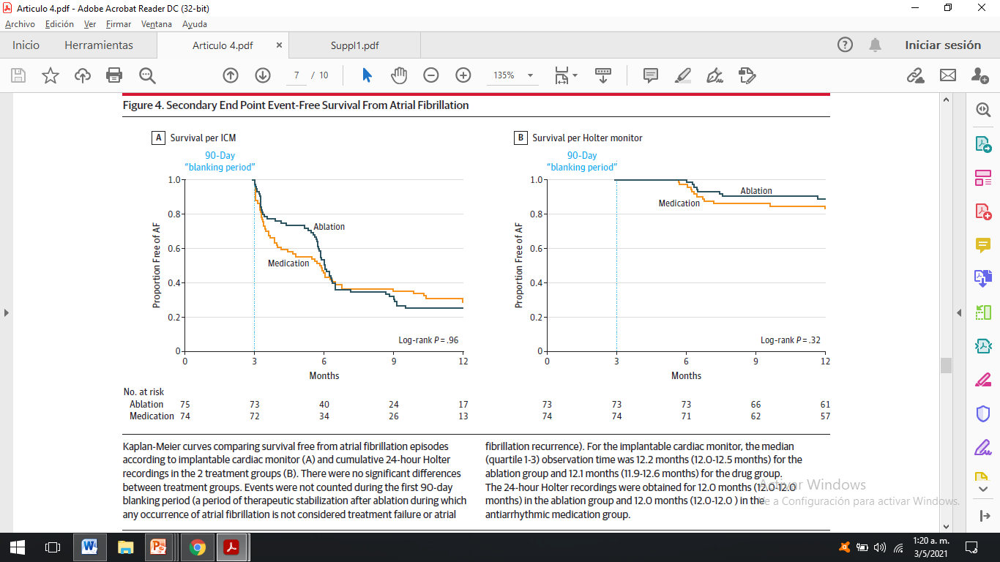 Articulo 4.pdf - Adobe Acrobat Reader DC (32-bit)
Archivo Edición Ver Firmar Ventana Ayuda
Inicio Herramientas Articulo 4.pdf × Suppl1.pdf Iniciar sesión
7 / 10 135%
Figure 4. Secondary End Point Event-Free Survival From Atrial Fibrillation
A Survival per ICM
90-Day
"blanking period"
1.0
0.8
0.6
0.4
0.2
0
Proportion Free of AF
Ablation
Medication
Log-rank P = .96
0 3 6 9 12
Months
B Survival per Holter monitor
90-Day
"blanking period"
1.0
0.8
0.6
0.4
0.2
0
Proportion Free of AF
Ablation
Medication
Log-rank P = .32
0 3 6 9 12
Months
No. at risk
Ablation 75 73 40 24 17 73 73 73 66 61
Medication 74 72 34 26 13 74 74 71 62 57
Kaplan-Meier curves comparing survival free from atrial fibrillation episodes
according to implantable cardiac monitor (A) and cumulative 24-hour Holter
recordings in the 2 treatment groups (B). There were no significant differences
between treatment groups. Events were not counted during the first 90-day
blanking period (a period of therapeutic stabilization after ablation during which
any occurrence of atrial fibrillation is not considered treatment failure or atrial
fibrillation recurrence). For the implantable cardiac monitor, the median
(quartile 1-3) observation time was 12.2 months (12.0-12.5 months) for the
ablation group and 12.1 months (11.9-12.6 months) for the drug group.
The 24-hour Holter recordings were obtained for 12.0 months (12.0-12.0
months) in the ablation group and 12.0 months (12.0-12.0 ) in the
antiarrhythmic medication group.
Activar Windows
Ve a Configuración para activar Windows.
1:20 a. m.
3/5/2021